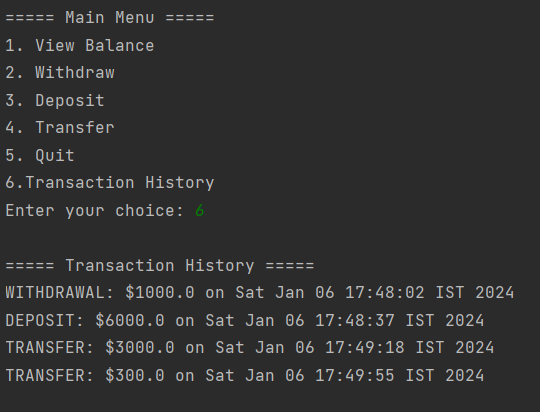 ===== Main Menu =====
1. View Balance
2. Withdraw
3. Deposit
4. Transfer
5. Quit
6.Transaction History
Enter your choice: 6
===== Transaction History =====
WITHDRAWAL: $1000.0 on Sat Jan 06 17:48:02 IST 2024
DEPOSIT: $6000.0 on Sat Jan 06 17:48:37 IST 2024
TRANSFER: $3000.0 on Sat Jan 06 17:49:18 IST 2024
TRANSFER: $300.0 on Sat Jan 06 17:49:55 IST 2024